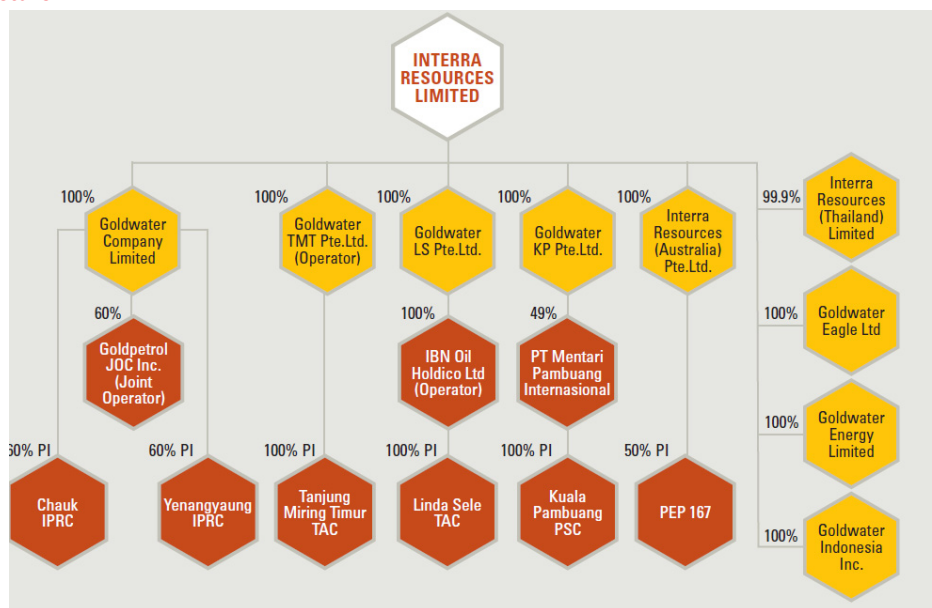 INTERRA
RESOURCES
LIMITED
100%
Goldwater
Company
Limited
100%
Goldwater
TMT Pte.Ltd.
(Operator)
100%
Goldwater
LS Pte.Ltd.
100%
Goldwater
KP Pte.Ltd.
100%
Interra
Resources
(Australia)
Pte.Ltd.
99.9%
Interra
Resources
(Thailand)
Limited
100%
Goldwater
Eagle Ltd
60%
Goldpetrol
JOC Inc.
(Joint
Operator)
100%
IBN Oil
Holdico Ltd
(Operator)
49%
PT Mentari
Pambuang
Internasional
100%
Goldwater
Energy
Limited
60% PI
Chauk
IPRC
60% PI
Yenangyaung
IPRC
100% PI
Tanjung
Miring Timur
TAC
100% PI
Linda Sele
TAC
100% PI
Kuala
Pambuang
PSC
50% PI
PEP 167
100%
Goldwater
Indonesia
Inc.